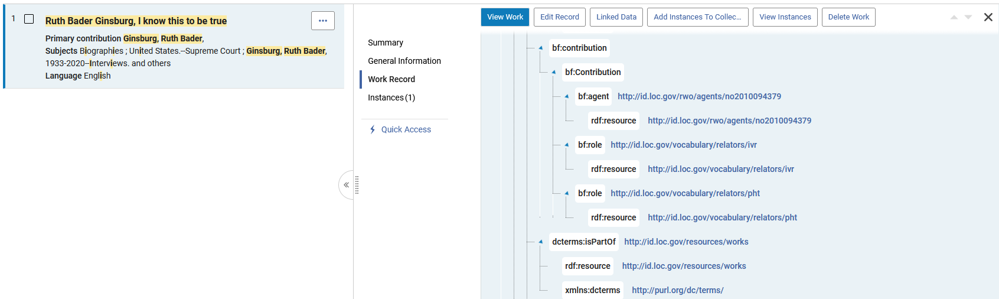 1
Ruth Bader Ginsburg, I know this to be true
...
Primary contribution Ginsburg, Ruth Bader,
Subjects Biographies ; United States.--Supreme Court ; Ginsburg, Ruth Bader,
1933-2020--Interviews. and others
Language English
Summary
General Information
Work Record
Instances (1)
Quick Access
«
View Work
Edit Record
Linked Data
Add Instances To Collec...
View Instances
Delete Work
bf:contribution
bf:Contribution
bf:agent http://id.loc.gov/rwo/agents/no2010094379
rdf:resource http://id.loc.gov/rwo/agents/no2010094379
bf:role http://id.loc.gov/vocabulary/relators/ivr
rdf:resource http://id.loc.gov/vocabulary/relators/ivr
bf:role http://id.loc.gov/vocabulary/relators/pht
rdf:resource http://id.loc.gov/vocabulary/relators/pht
dcterms:isPartOf http://id.loc.gov/resources/works
rdf:resource http://id.loc.gov/resources/works
xmlns:dcterms http://purl.org/dc/terms/